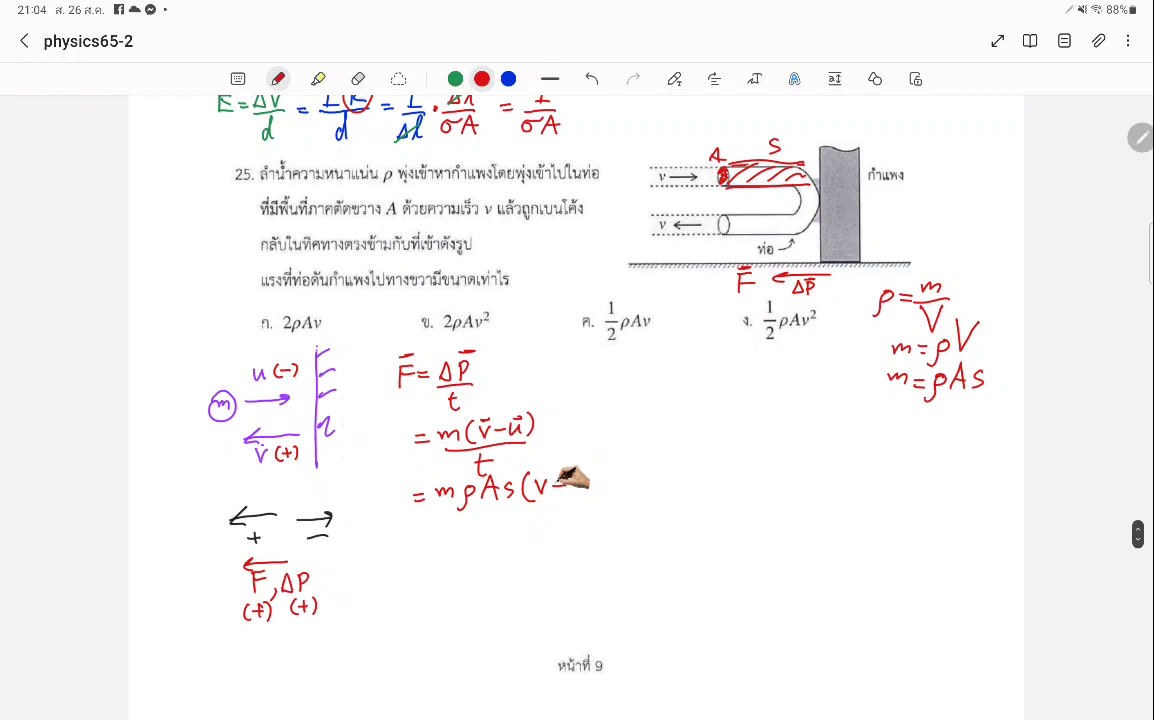 21:04 ส. 26 ส.ค.
88%
physics65-2
E = ΔV/d = = 1/Δl · /σA = 1/σA
25. ลำน้ำความหนาแน่น ρ พุ่งเข้าหากำแพงโดยพุ่งเข้าไปในท่อ
ที่มีพื้นที่ภาคตัดขวาง A ด้วยความเร็ว v แล้วถูกเบนโค้ง
กลับในทิศทางตรงข้ามกับที่เข้าดังรูป
แรงที่ท่อดันกำแพงไปทางขวามีขนาดเท่าไร
A S
v
กำแพง
v
ท่อ
F ΔP
ก. 2ρAv ข. 2ρAv² ค. 1/2 ρAv ง. 1/2 ρAv²
ρ = m/V
m = ρV
m = ρAs
u (-)
m
v (+)
F = ΔP/t
= m(v-u)/t
= mρAs(v-
+ -
F, ΔP
(+) (+)
หน้าที่ 9